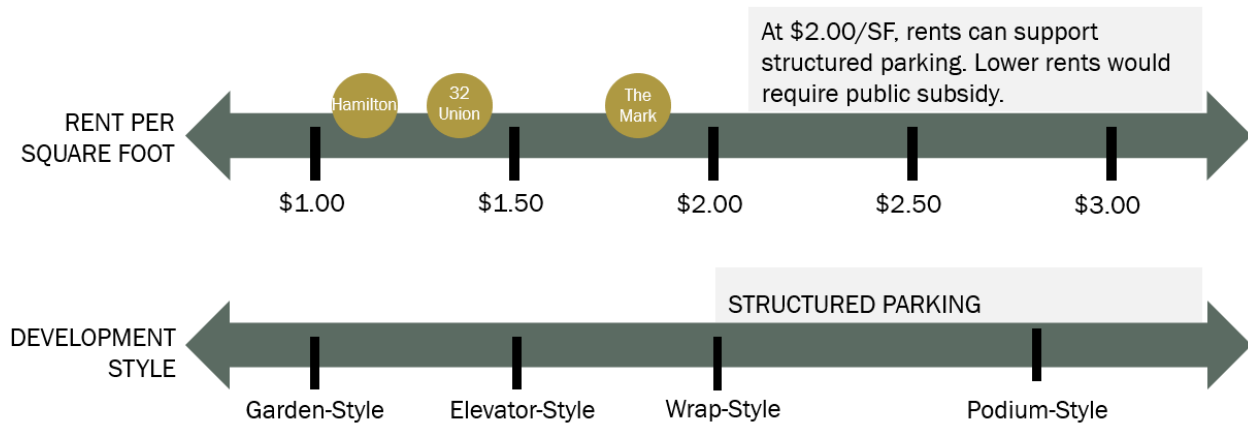 At $2.00/SF, rents can support
structured parking. Lower rents would
require public subsidy.
Hamilton
32
Union
The
Mark
RENT PER
SQUARE FOOT
$1.00
$1.50
$2.00
$2.50
$3.00
STRUCTURED PARKING
DEVELOPMENT
STYLE
Garden-Style
Elevator-Style
Wrap-Style
Podium-Style